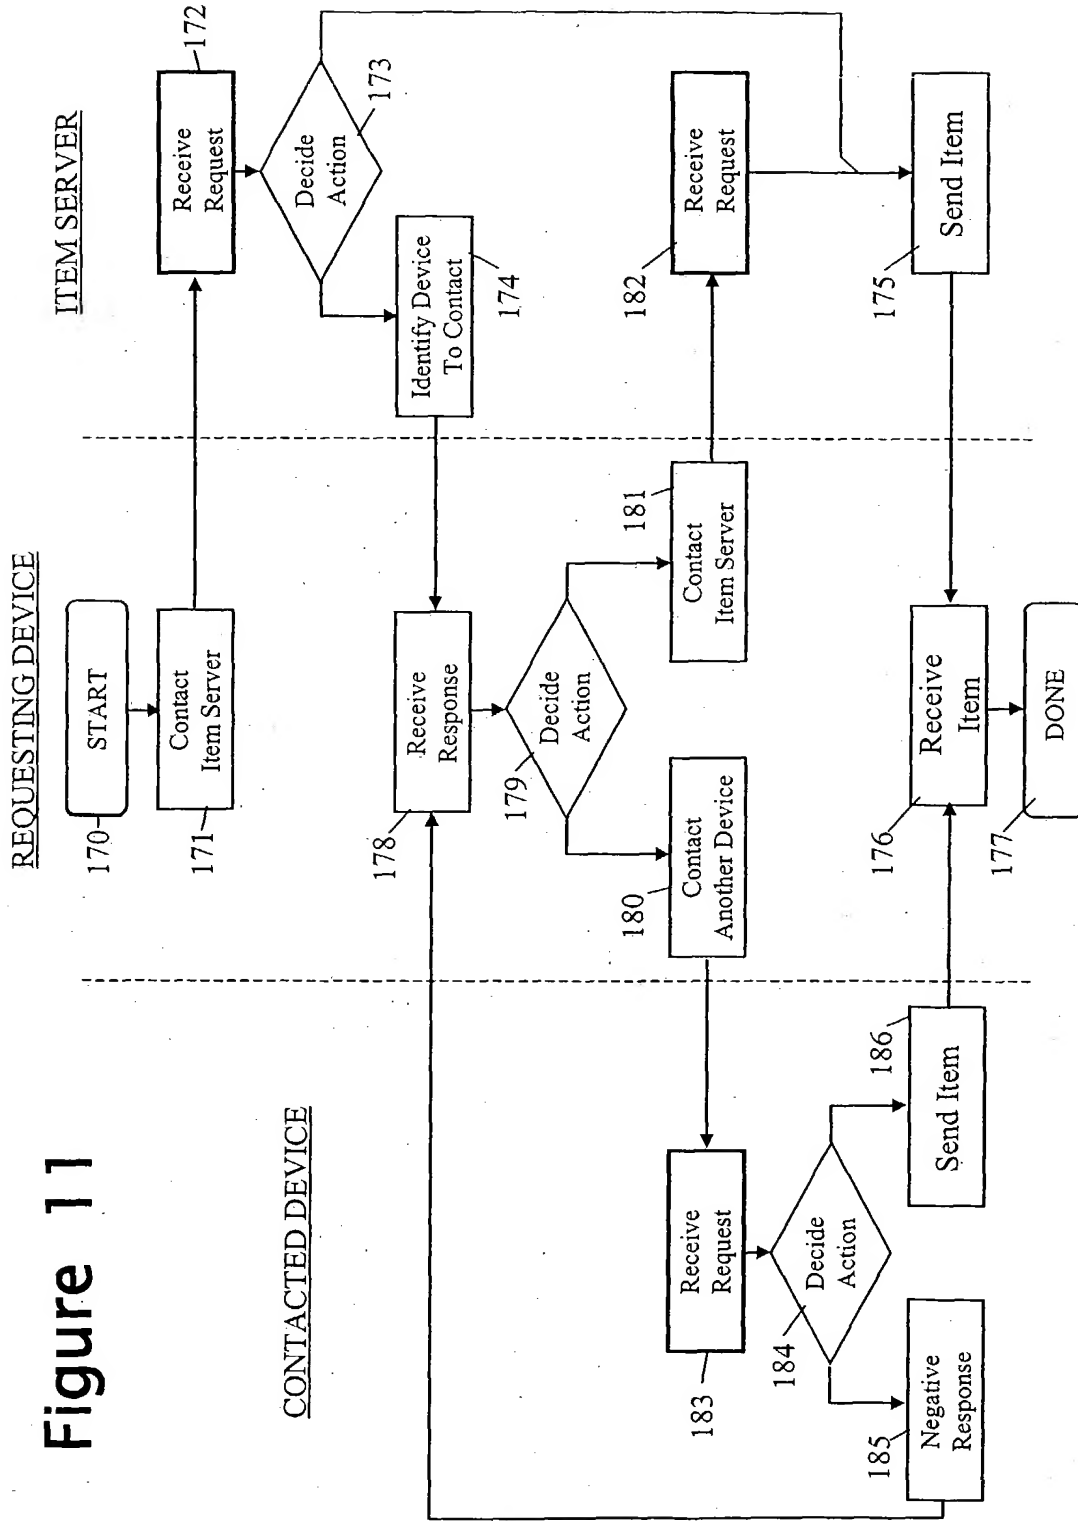 Figure 11
CONTACTED DEVICE
REQUESTING DEVICE
ITEM SERVER
170
START
171
Contact
Item Server
172
Receive
Request
173
Decide
Action
174
Identify Device
To Contact
178
Receive
Response
179
Decide
Action
180
Contact
Another Device
181
Contact
Item Server
182
Receive
Request
183
Receive
Request
184
Decide
Action
185
Negative
Response
186
Send Item
175
Send Item
176
Receive
Item
177
DONE